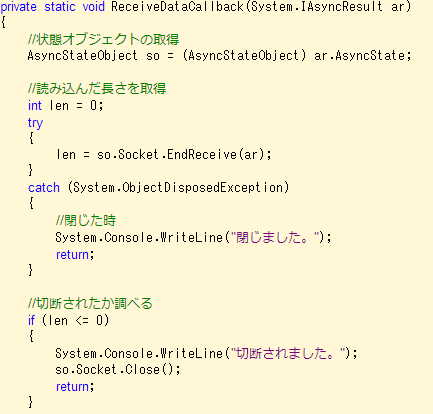 private static void ReceiveDataCallback(System.IAsyncResult ar)
{
    //状態オブジェクトの取得
    AsyncStateObject so = (AsyncStateObject) ar.AsyncState;

    //読み込んだ長さを取得
    int len = 0;
    try
    {
        len = so.Socket.EndReceive(ar);
    }
    catch (System.ObjectDisposedException)
    {
        //閉じた時
        System.Console.WriteLine("閉じました。");
        return;
    }

    //切断されたか調べる
    if (len <= 0)
    {
        System.Console.WriteLine("切断されました。");
        so.Socket.Close();
        return;
    }